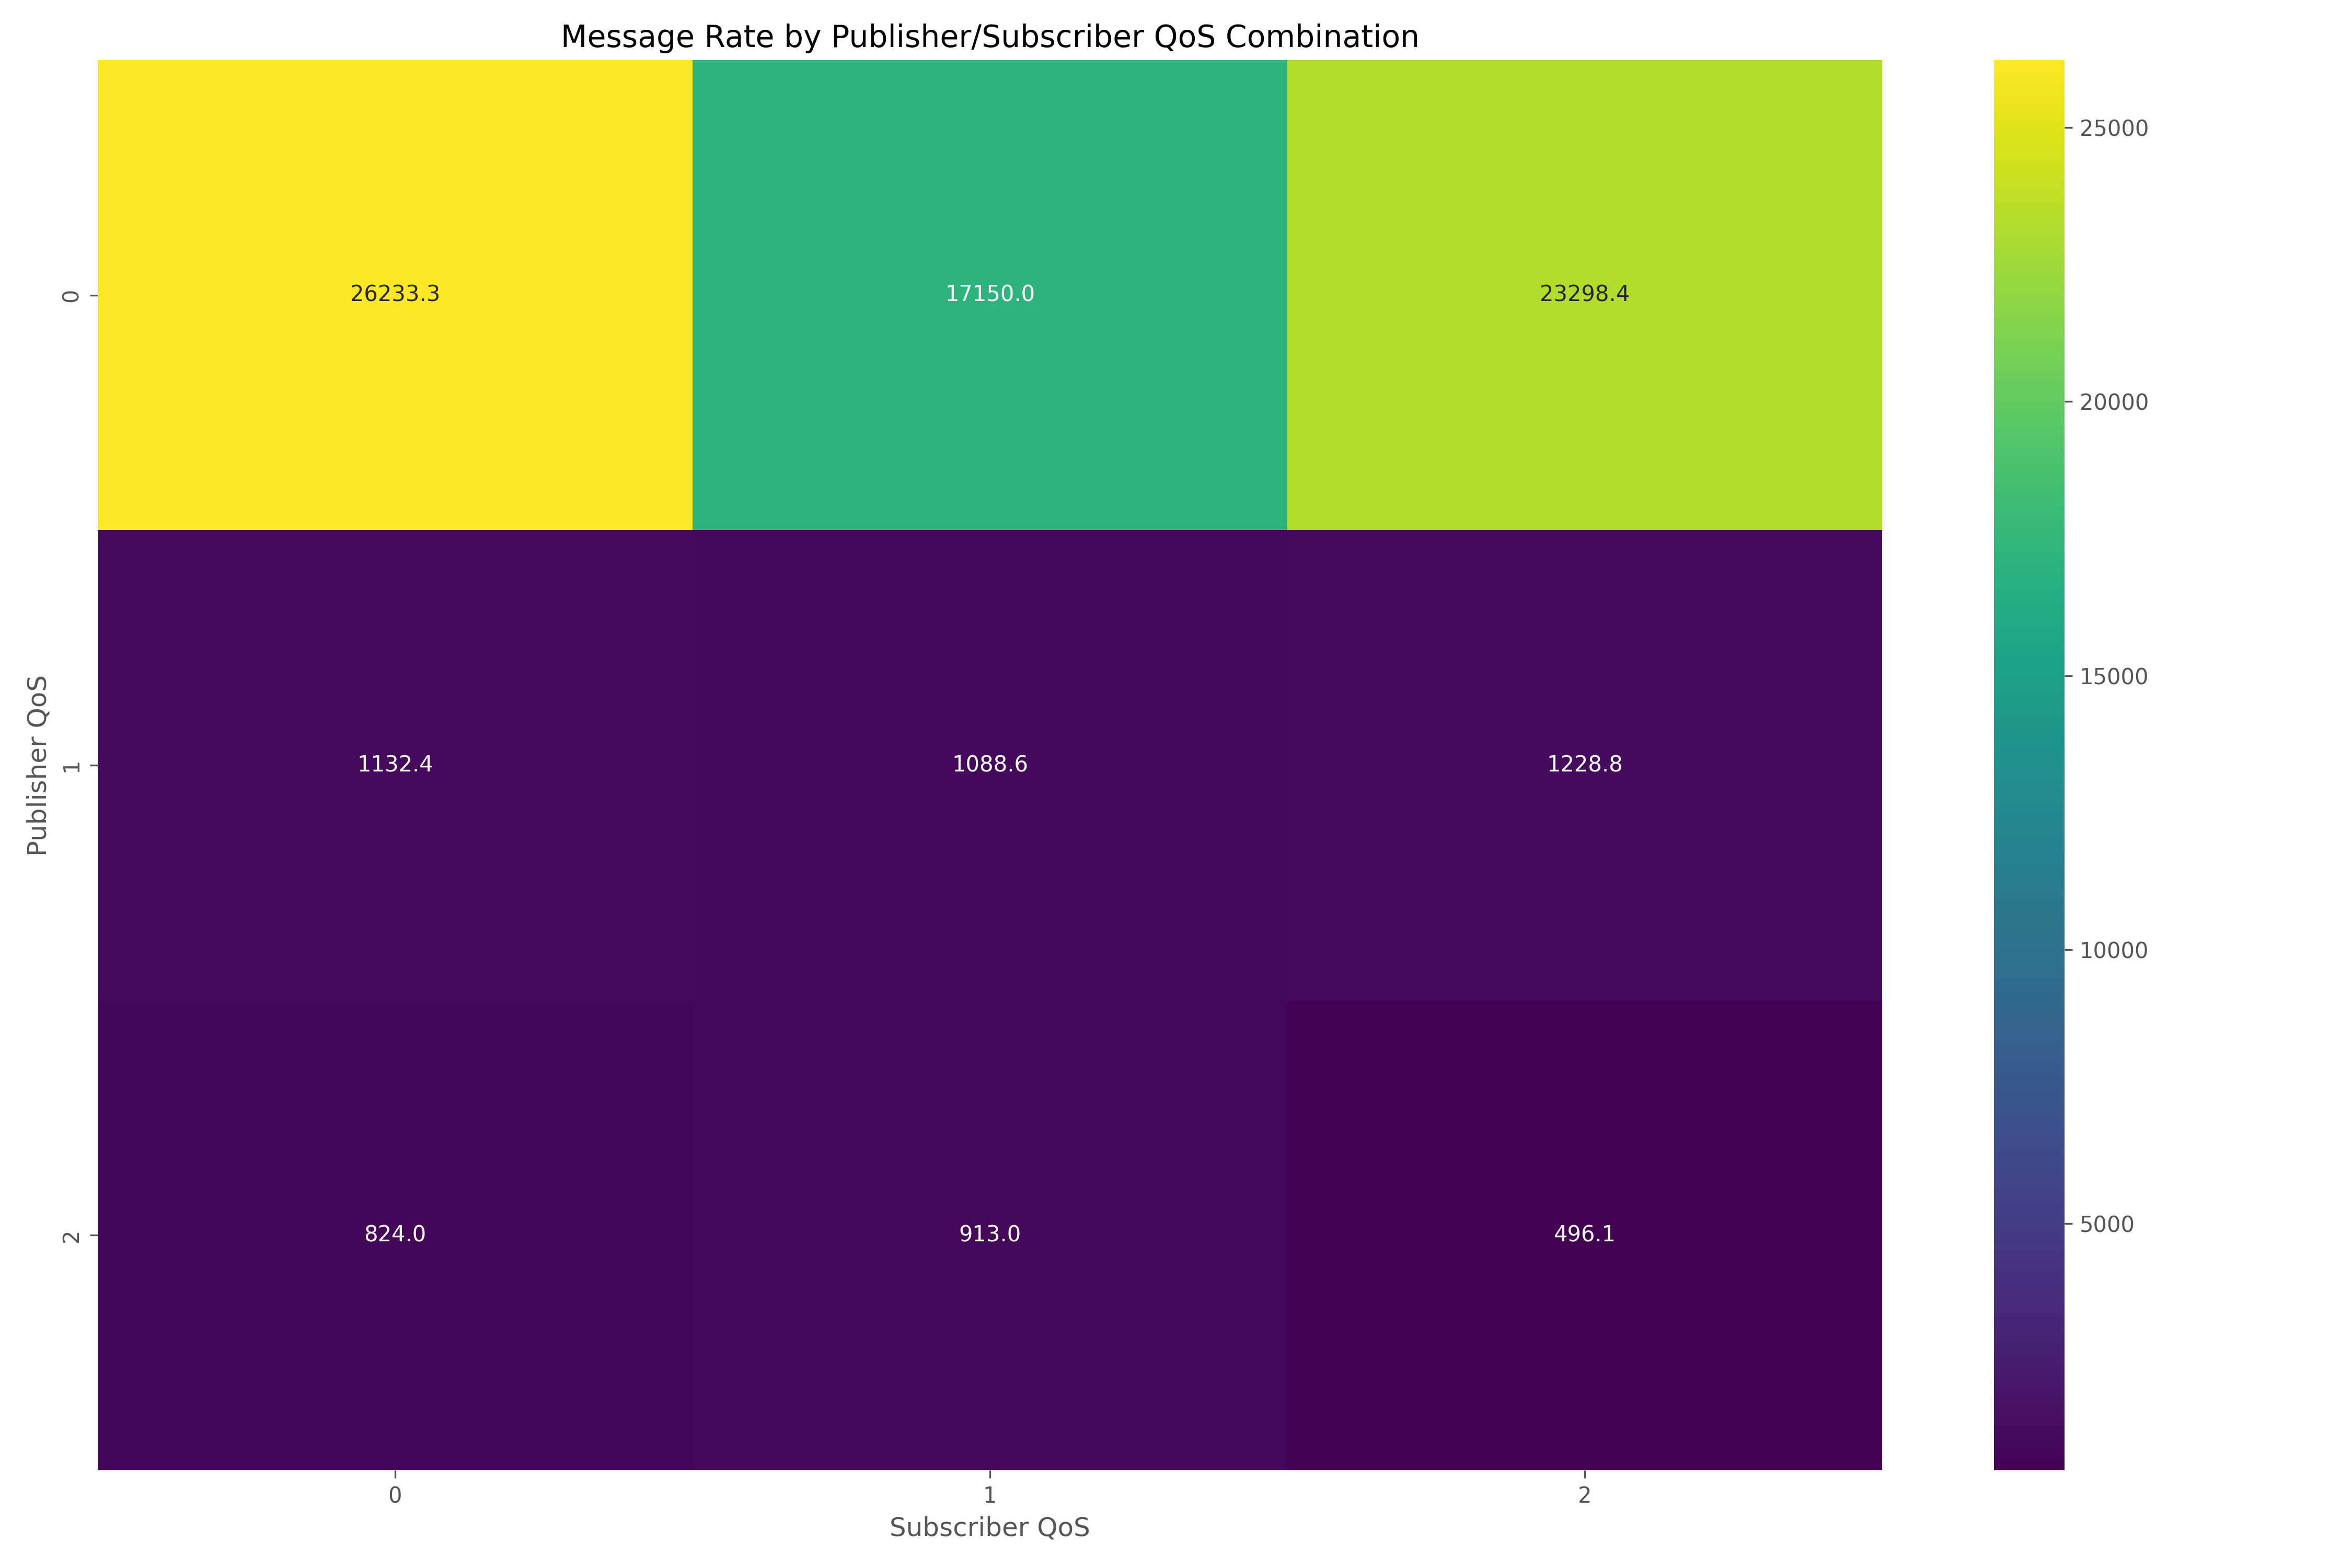 Message Rate by Publisher/Subscriber QoS Combination
25000
20000
15000
10000
5000
Publisher QoS
0
26233.3 17150.0 23298.4
1
1132.4 1088.6 1228.8
2
824.0 913.0 496.1
0 1 2
Subscriber QoS